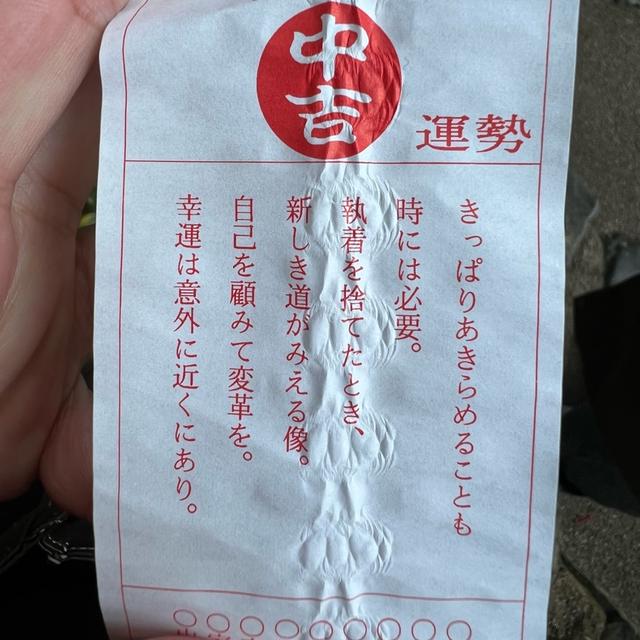 中吉
運勢
きっぱりあきらめることも
時には必要。
執着を捨てたとき、
新しき道がみえる像。
自己を顧みて変革を。
幸運は意外に近くにあり。